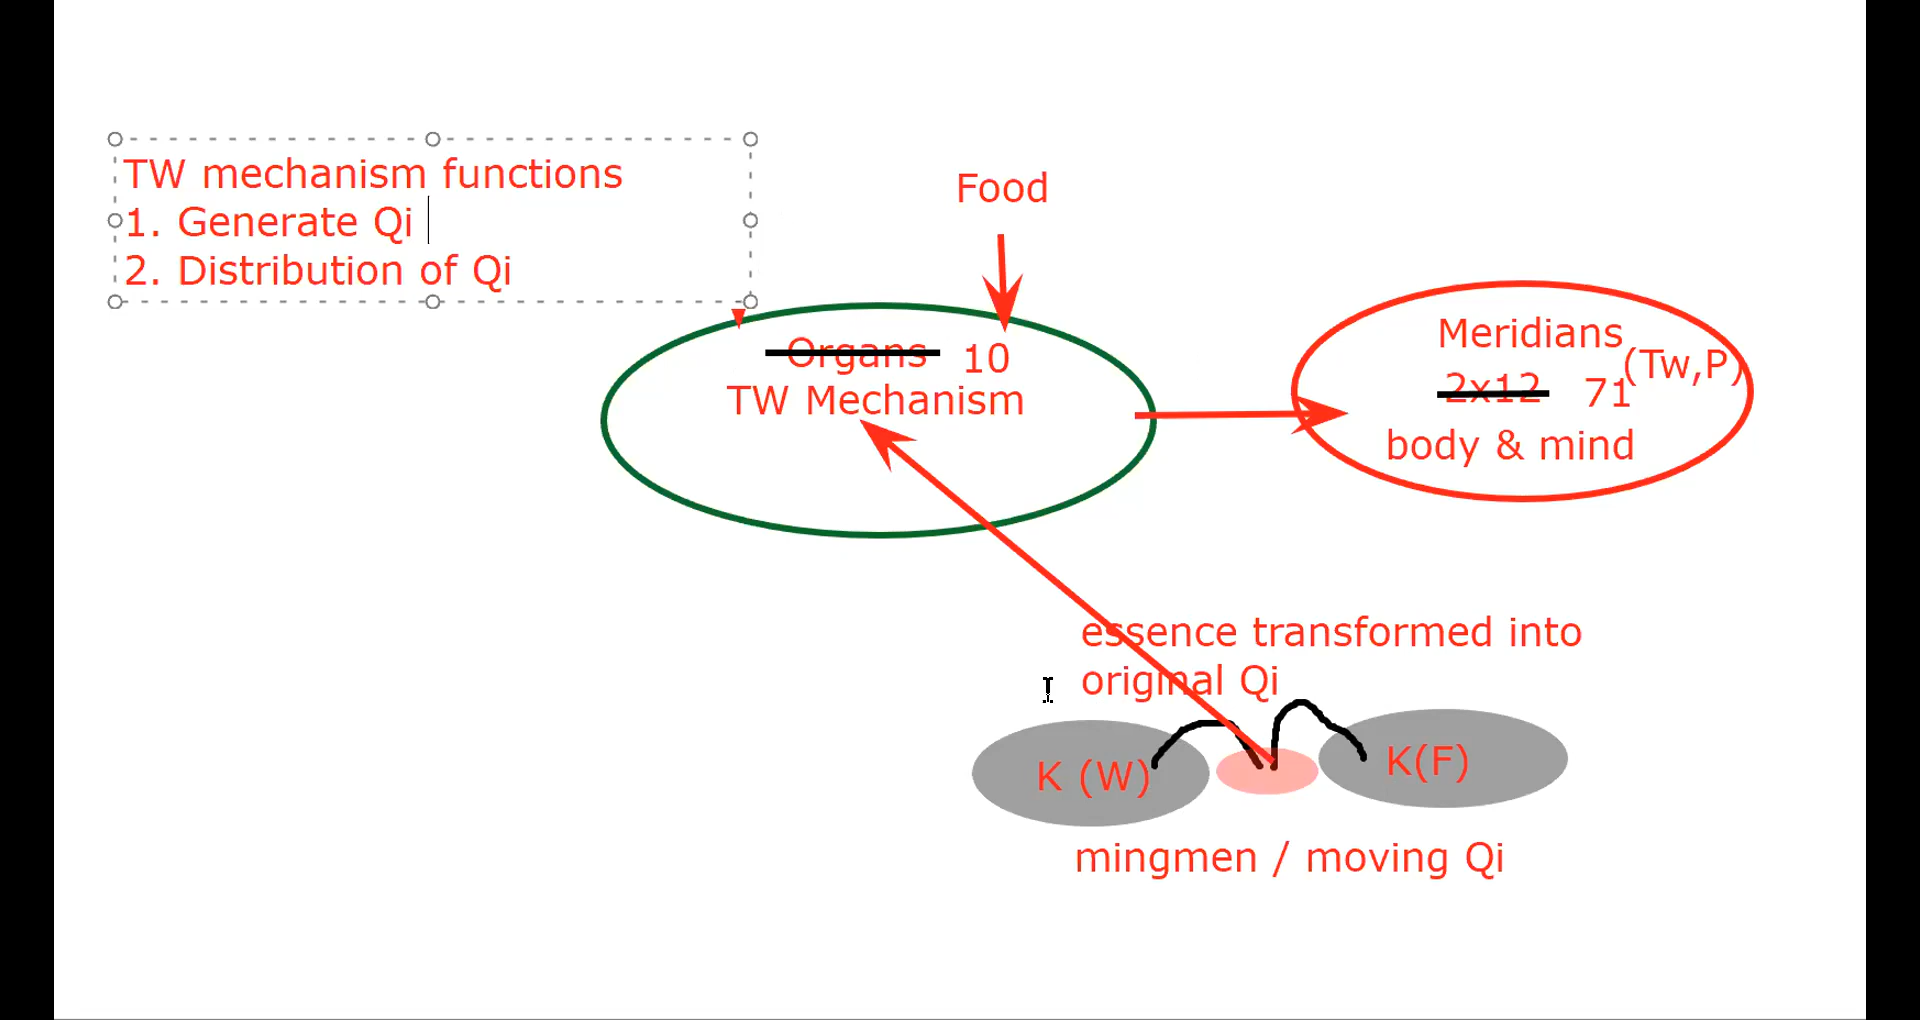 TW mechanism functions
1. Generate Qi
2. Distribution of Qi
Food
Organs 10
TW Mechanism
Meridians
(Tw,P)
2x12 71
body & mind
essence transformed into
original Qi
K (W)
K(F)
mingmen / moving Qi